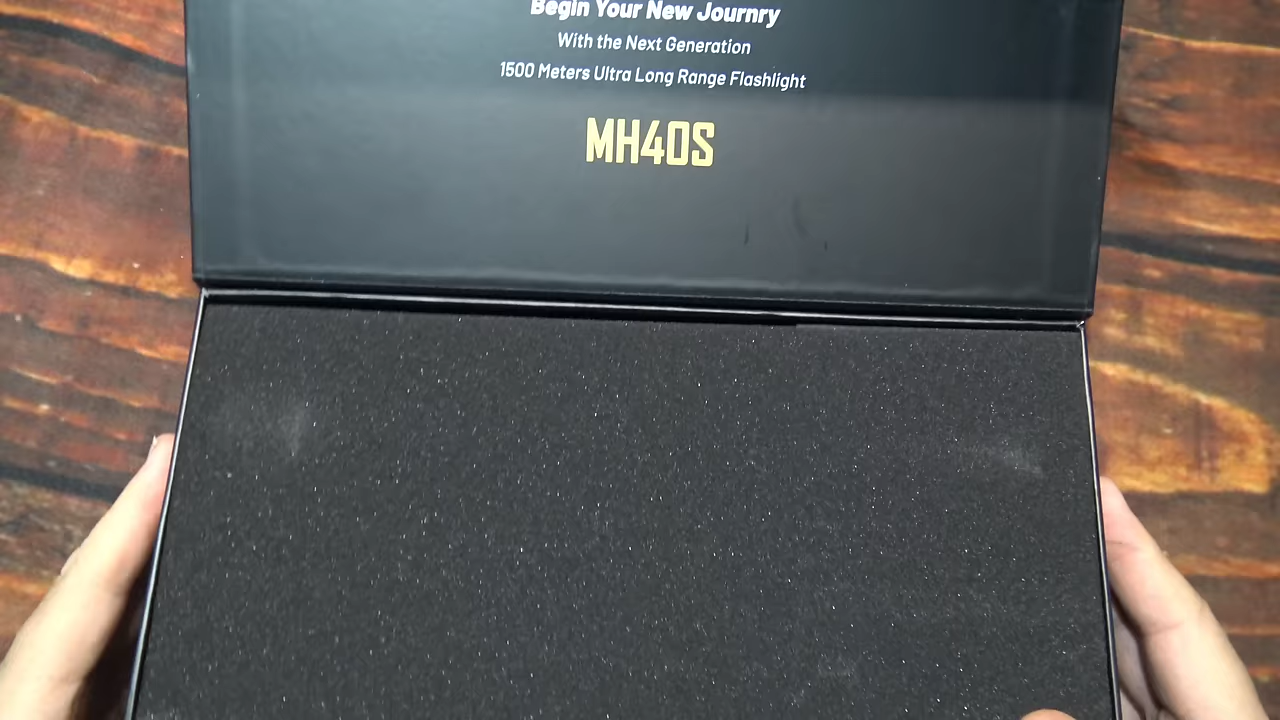 Begin Your New Journry
With the Next Generation
1500 Meters Ultra Long Range Flashlight
MH40S